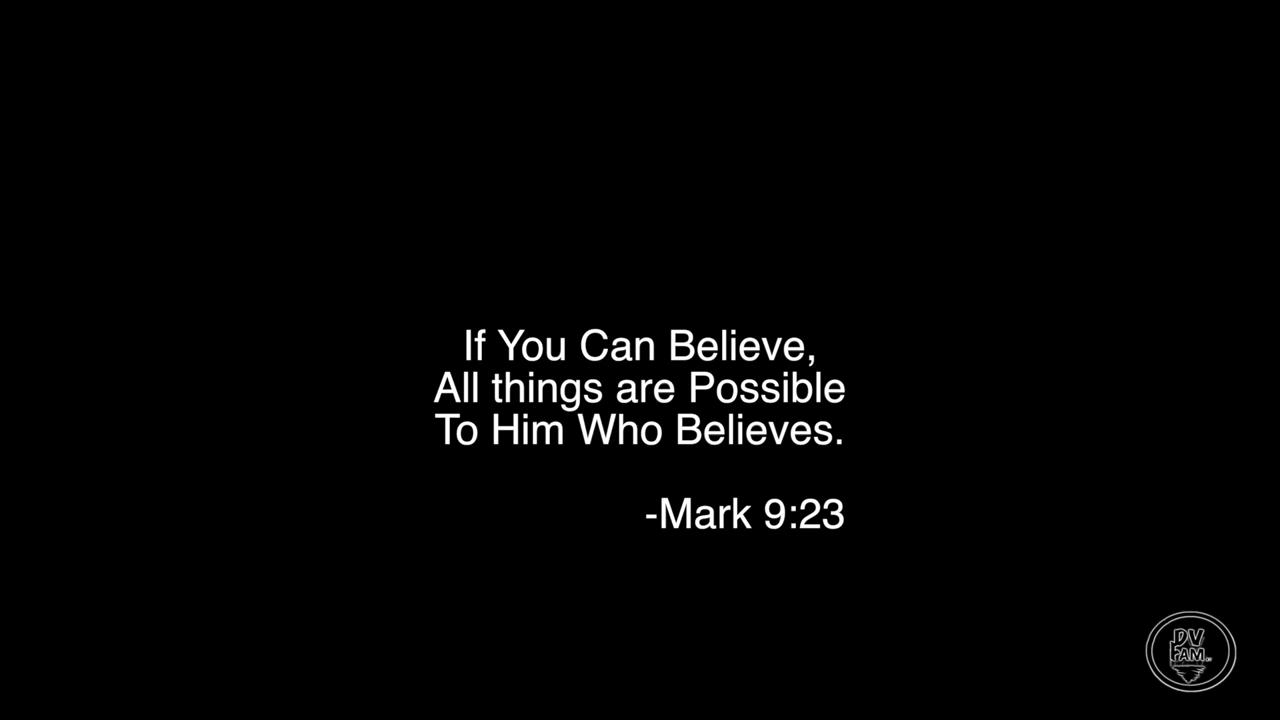 If You Can Believe,
All things are Possible
To Him Who Believes.
-Mark 9:23
DV
FAM